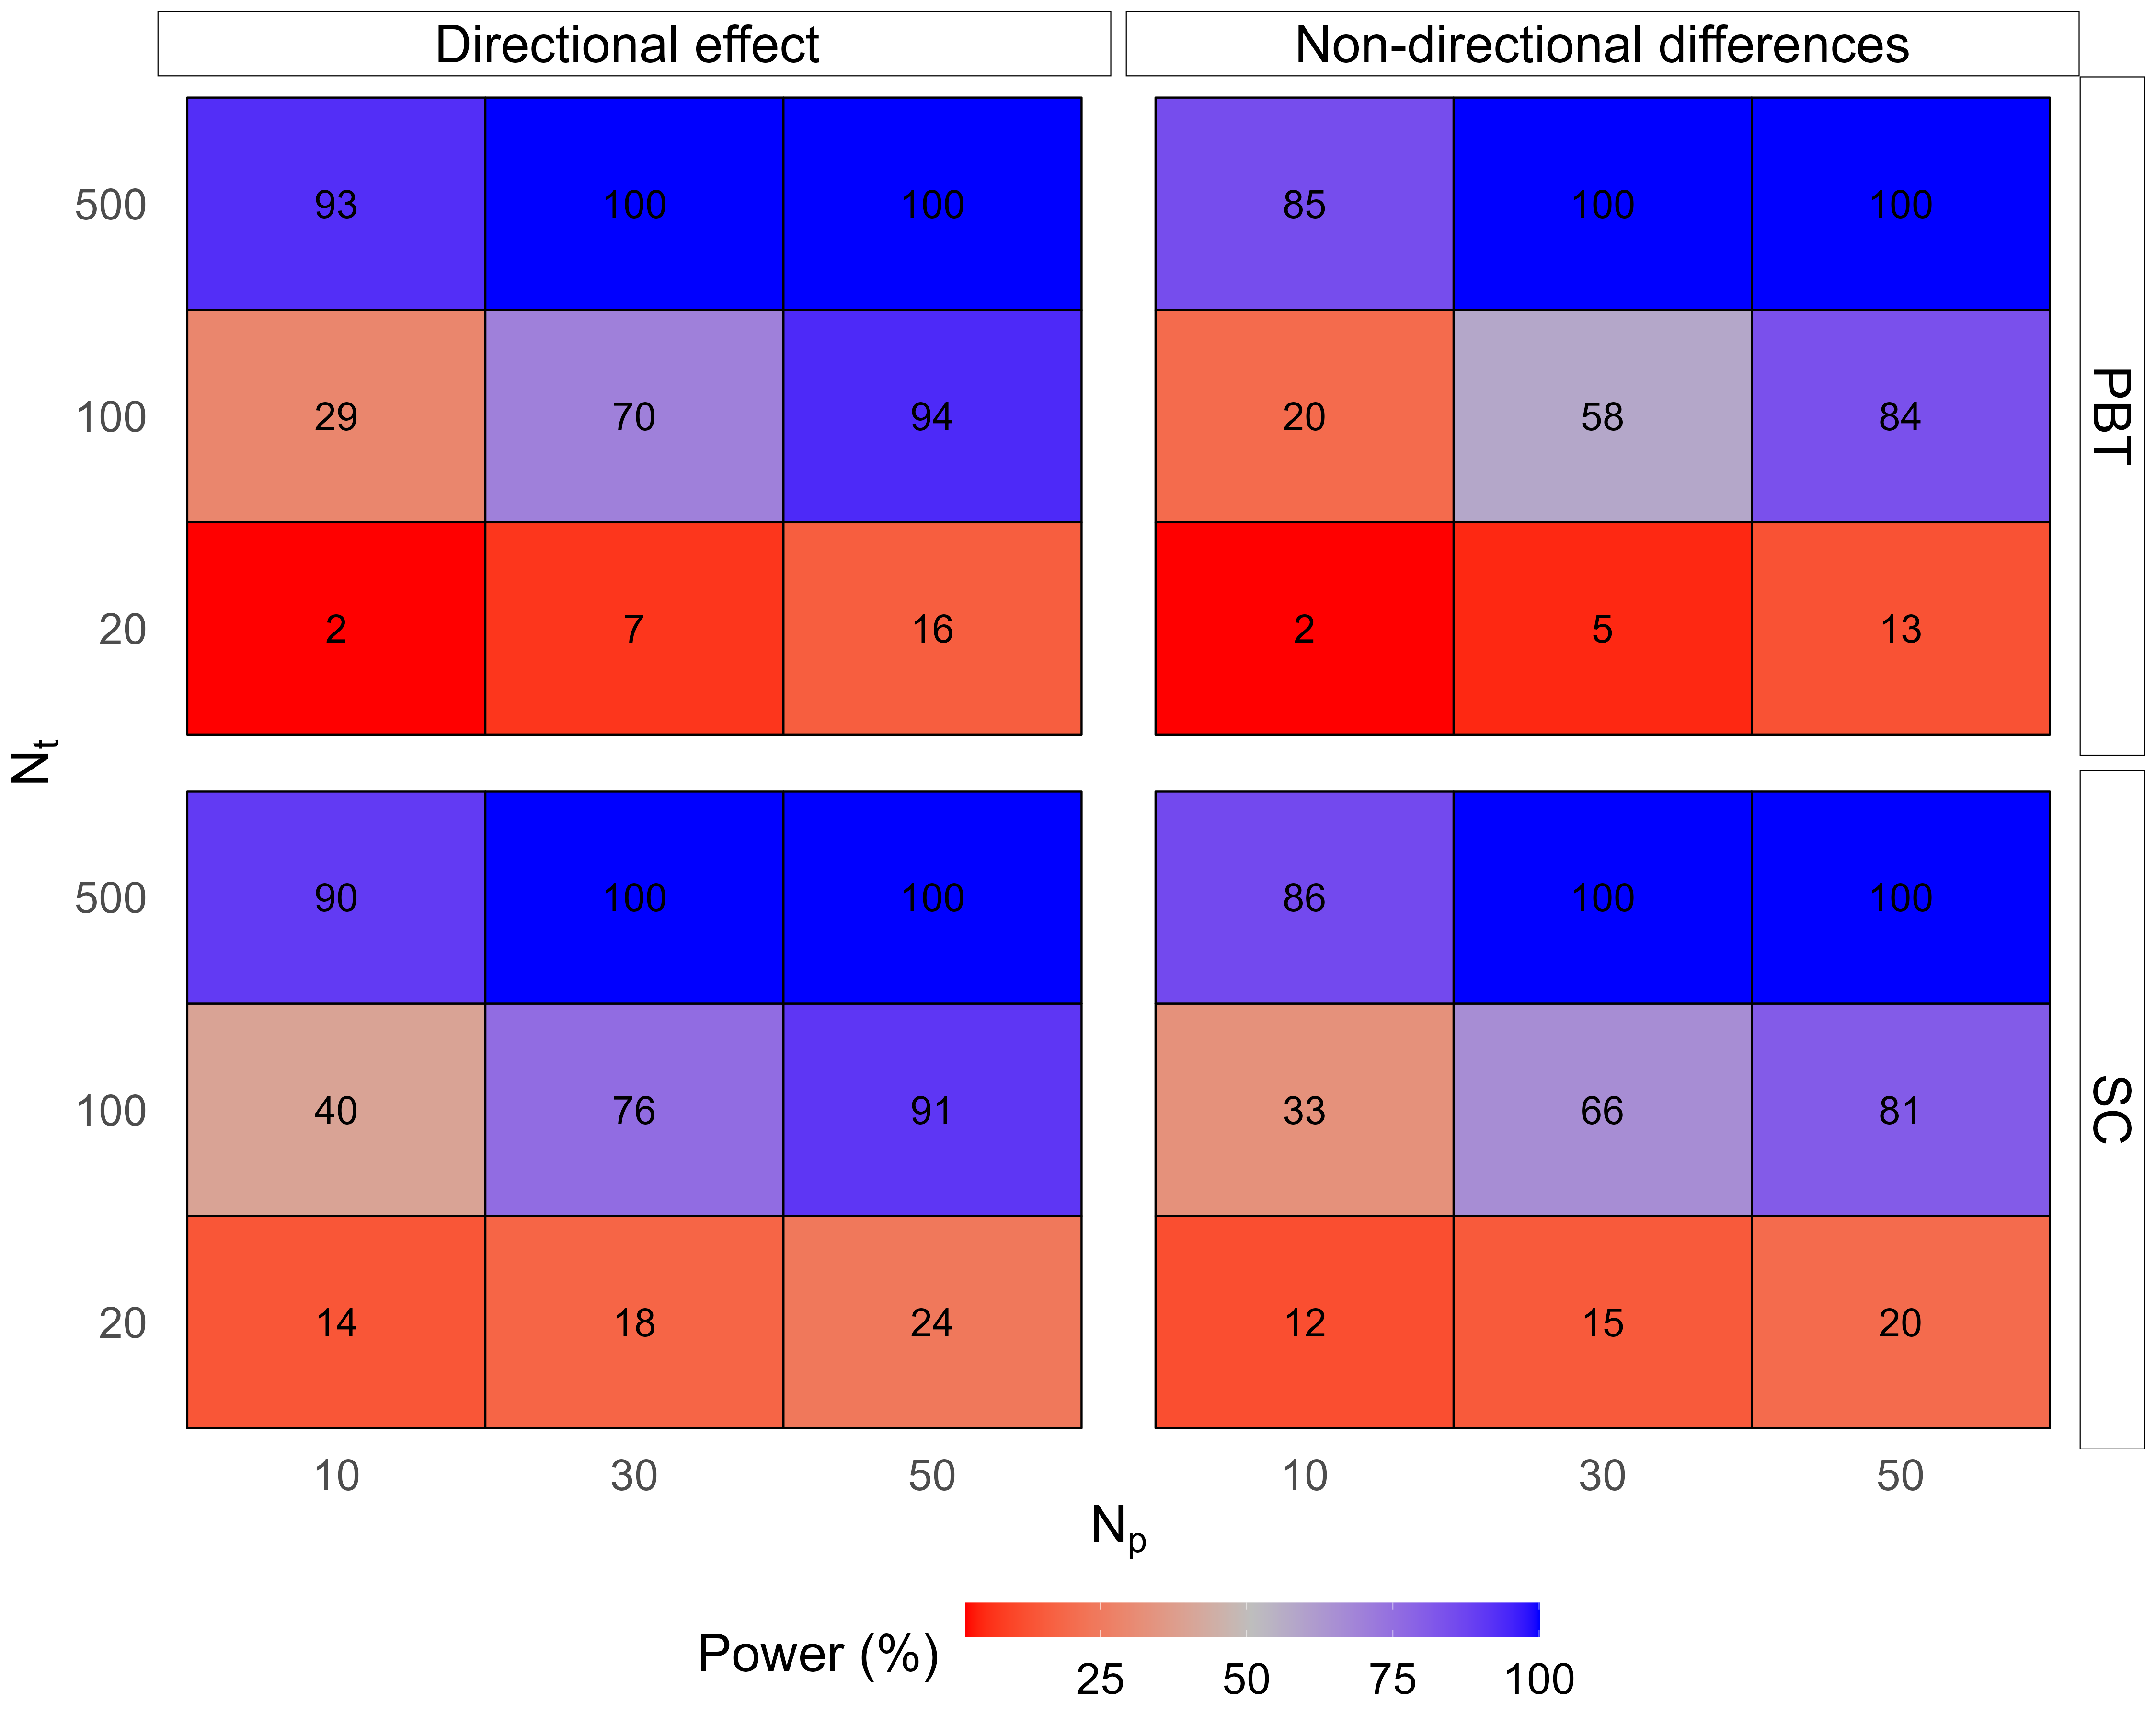 Directional effect Non-directional differences
500 93 100 100 85 100 100
100 29 70 94 20 58 84
20 2 7 16 2 5 13
PBT
N_t
500 90 100 100 86 100 100
100 40 76 91 33 66 81
20 14 18 24 12 15 20
SC
10 30 50 10 30 50
N_p
Power (%)
25 50 75 100